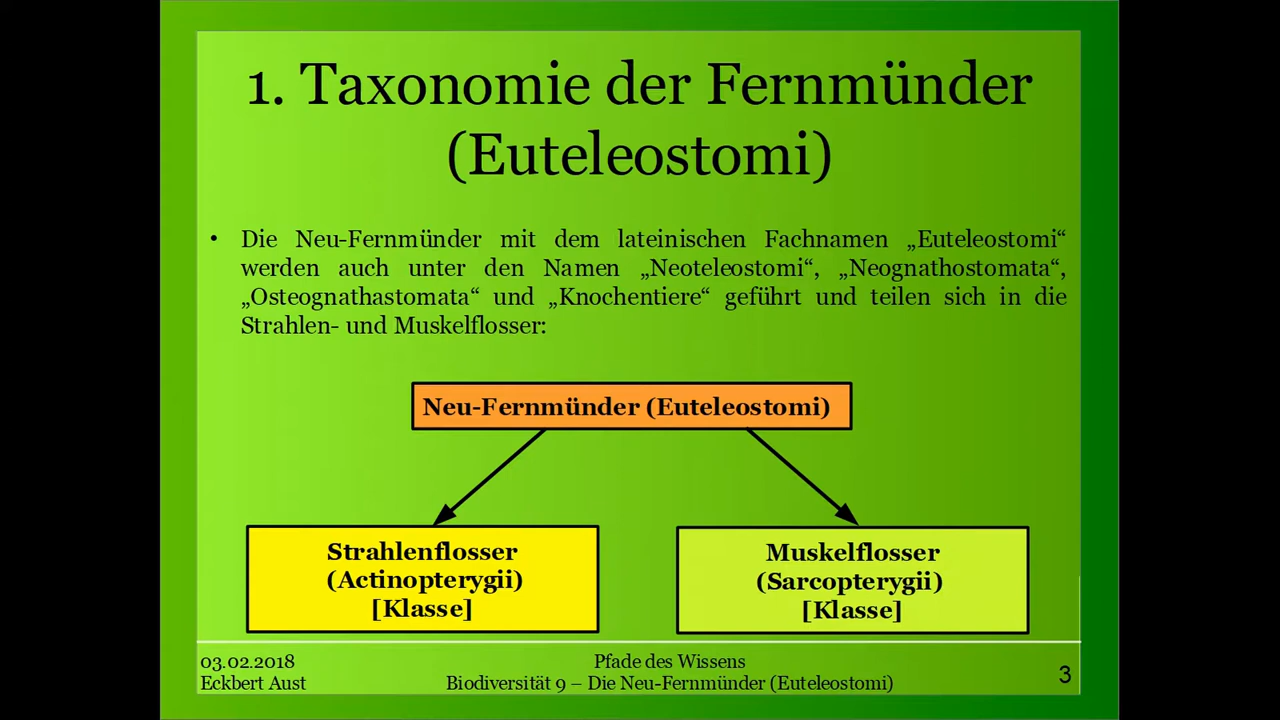 1. Taxonomie der Fernmünder
(Euteleostomi)
• Die Neu-Fernmünder mit dem lateinischen Fachnamen „Euteleostomi“
werden auch unter den Namen „Neoteleostomi“, „Neognathostomata“,
„Osteognathastomata“ und „Knochentiere“ geführt und teilen sich in die
Strahlen- und Muskelflosser:
Neu-Fernmünder (Euteleostomi)
Strahlenflosser
(Actinopterygii)
[Klasse]
Muskelflosser
(Sarcopterygii)
[Klasse]
03.02.2018
Eckbert Aust
Pfade des Wissens
Biodiversität 9 – Die Neu-Fernmünder (Euteleostomi)
3